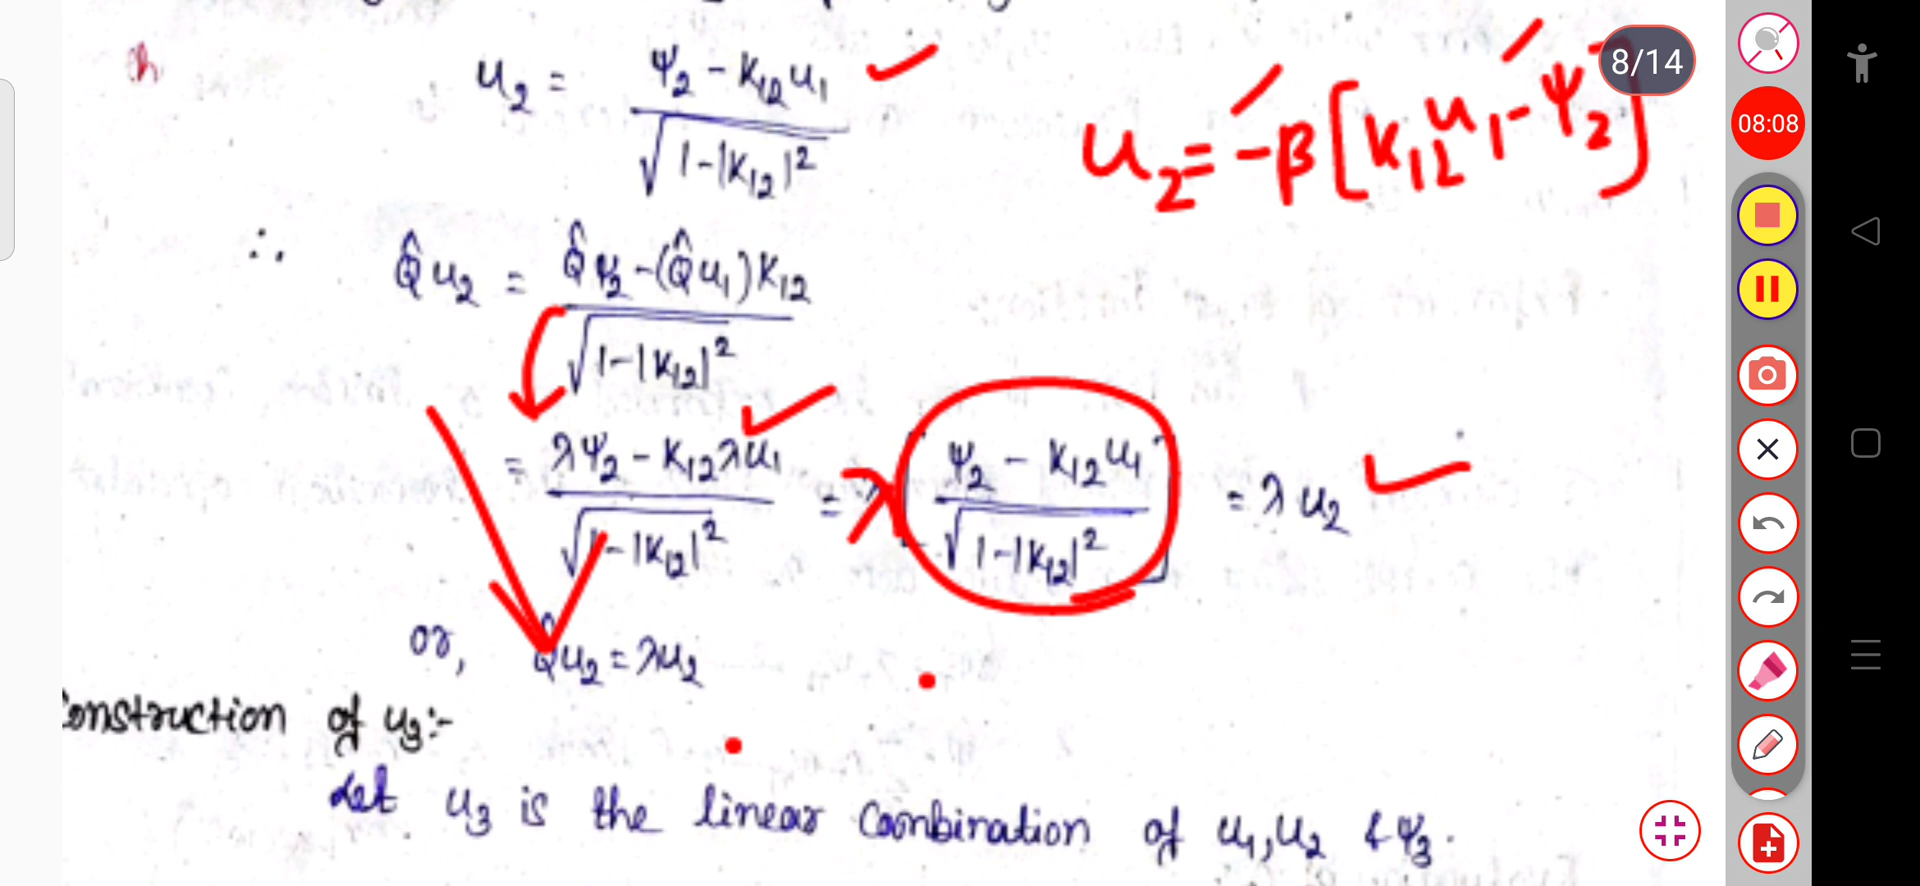 u₂ = (ψ₂ - K₁₂u₁) / √(1-|K₁₂|²)
u₂ = -β[K₁₂u₁ - ψ₂]
8/14
08:08
∴ Q̂u₂ = (Q̂ψ₂ - (Q̂u₁)K₁₂) / √(1-|K₁₂|²)
= (λψ₂ - K₁₂λu₁) / √(1-|K₁₂|²) = λ[(ψ₂ - K₁₂u₁) / √(1-|K₁₂|²)] = λu₂
or, Q̂u₂ = λu₂
onstruction of u₃:-
Let u₃ is the linear combination of u₁, u₂ & ψ₃.